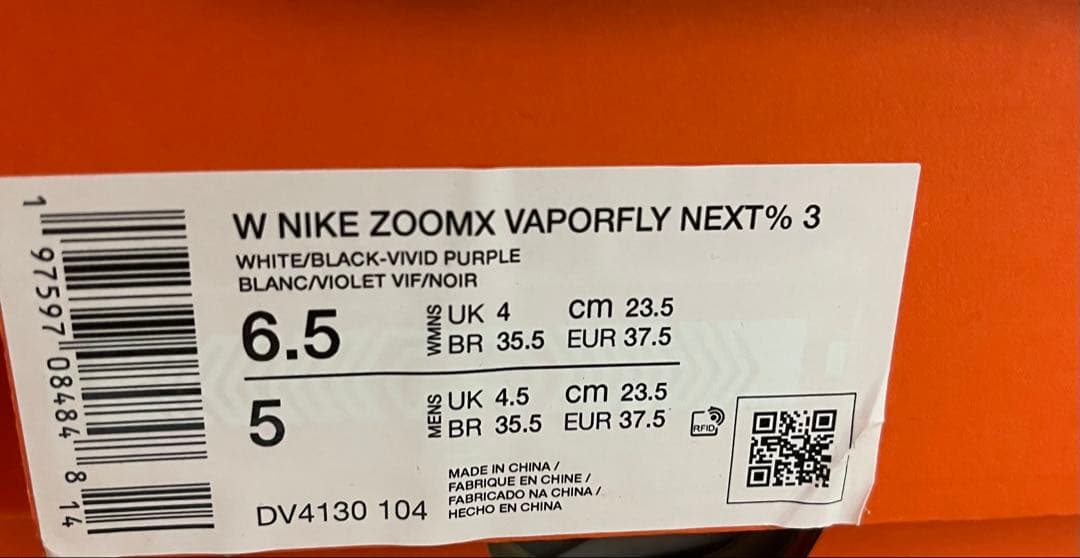 1 97597 08484 8 14
W NIKE ZOOMX VAPORFLY NEXT% 3
WHITE/BLACK-VIVID PURPLE
BLANC/VIOLET VIF/NOIR
6.5 WMNS UK 4 cm 23.5
BR 35.5 EUR 37.5
5 MENS UK 4.5 cm 23.5
BR 35.5 EUR 37.5
RFID
MADE IN CHINA /
FABRIQUE EN CHINE /
FABRICADO NA CHINA /
HECHO EN CHINA
DV4130 104